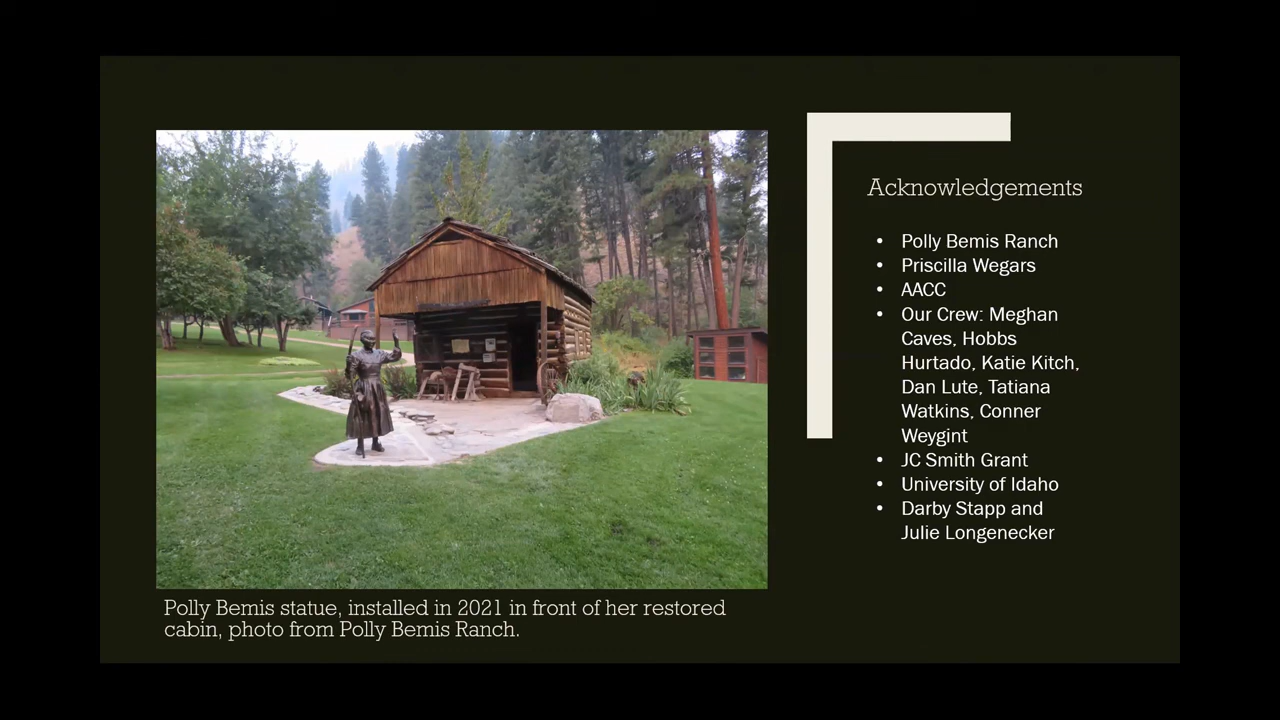 Acknowledgements
• Polly Bemis Ranch
• Priscilla Wegars
• AACC
• Our Crew: Meghan
Caves, Hobbs
Hurtado, Katie Kitch,
Dan Lute, Tatiana
Watkins, Conner
Weygint
• JC Smith Grant
• University of Idaho
• Darby Stapp and
Julie Longenecker
Polly Bemis statue, installed in 2021 in front of her restored
cabin, photo from Polly Bemis Ranch.